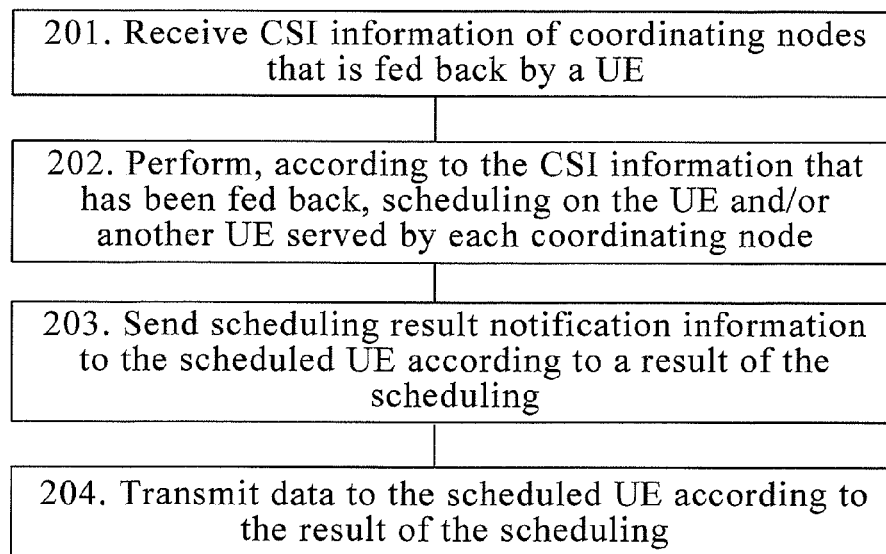 201. Receive CSI information of coordinating nodes
that is fed back by a UE
202. Perform, according to the CSI information that
has been fed back, scheduling on the UE and/or
another UE served by each coordinating node
203. Send scheduling result notification information
to the scheduled UE according to a result of the
scheduling
204. Transmit data to the scheduled UE according to
the result of the scheduling